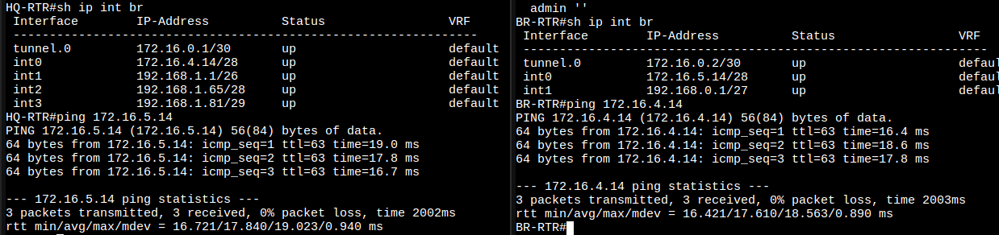 HQ-RTR#sh ip int br
Interface IP-Address Status VRF
----------------------------------------------------------------------
tunnel.0 172.16.0.1/30 up default
int0 172.16.4.14/28 up default
int1 192.168.1.1/26 up default
int2 192.168.1.65/28 up default
int3 192.168.1.81/29 up default
HQ-RTR#ping 172.16.5.14
PING 172.16.5.14 (172.16.5.14) 56(84) bytes of data.
64 bytes from 172.16.5.14: icmp_seq=1 ttl=63 time=19.0 ms
64 bytes from 172.16.5.14: icmp_seq=2 ttl=63 time=17.8 ms
64 bytes from 172.16.5.14: icmp_seq=3 ttl=63 time=16.7 ms
--- 172.16.5.14 ping statistics ---
3 packets transmitted, 3 received, 0% packet loss, time 2002ms
rtt min/avg/max/mdev = 16.721/17.840/19.023/0.940 ms
admin ''
BR-RTR#sh ip int br
Interface IP-Address Status VRF
----------------------------------------------------------------------
tunnel.0 172.16.0.2/30 up defaul
int0 172.16.5.14/28 up defaul
int1 192.168.0.1/27 up defaul
BR-RTR#ping 172.16.4.14
PING 172.16.4.14 (172.16.4.14) 56(84) bytes of data.
64 bytes from 172.16.4.14: icmp_seq=1 ttl=63 time=16.4 ms
64 bytes from 172.16.4.14: icmp_seq=2 ttl=63 time=18.6 ms
64 bytes from 172.16.4.14: icmp_seq=3 ttl=63 time=17.8 ms
--- 172.16.4.14 ping statistics ---
3 packets transmitted, 3 received, 0% packet loss, time 2003ms
rtt min/avg/max/mdev = 16.421/17.610/18.563/0.890 ms
BR-RTR#